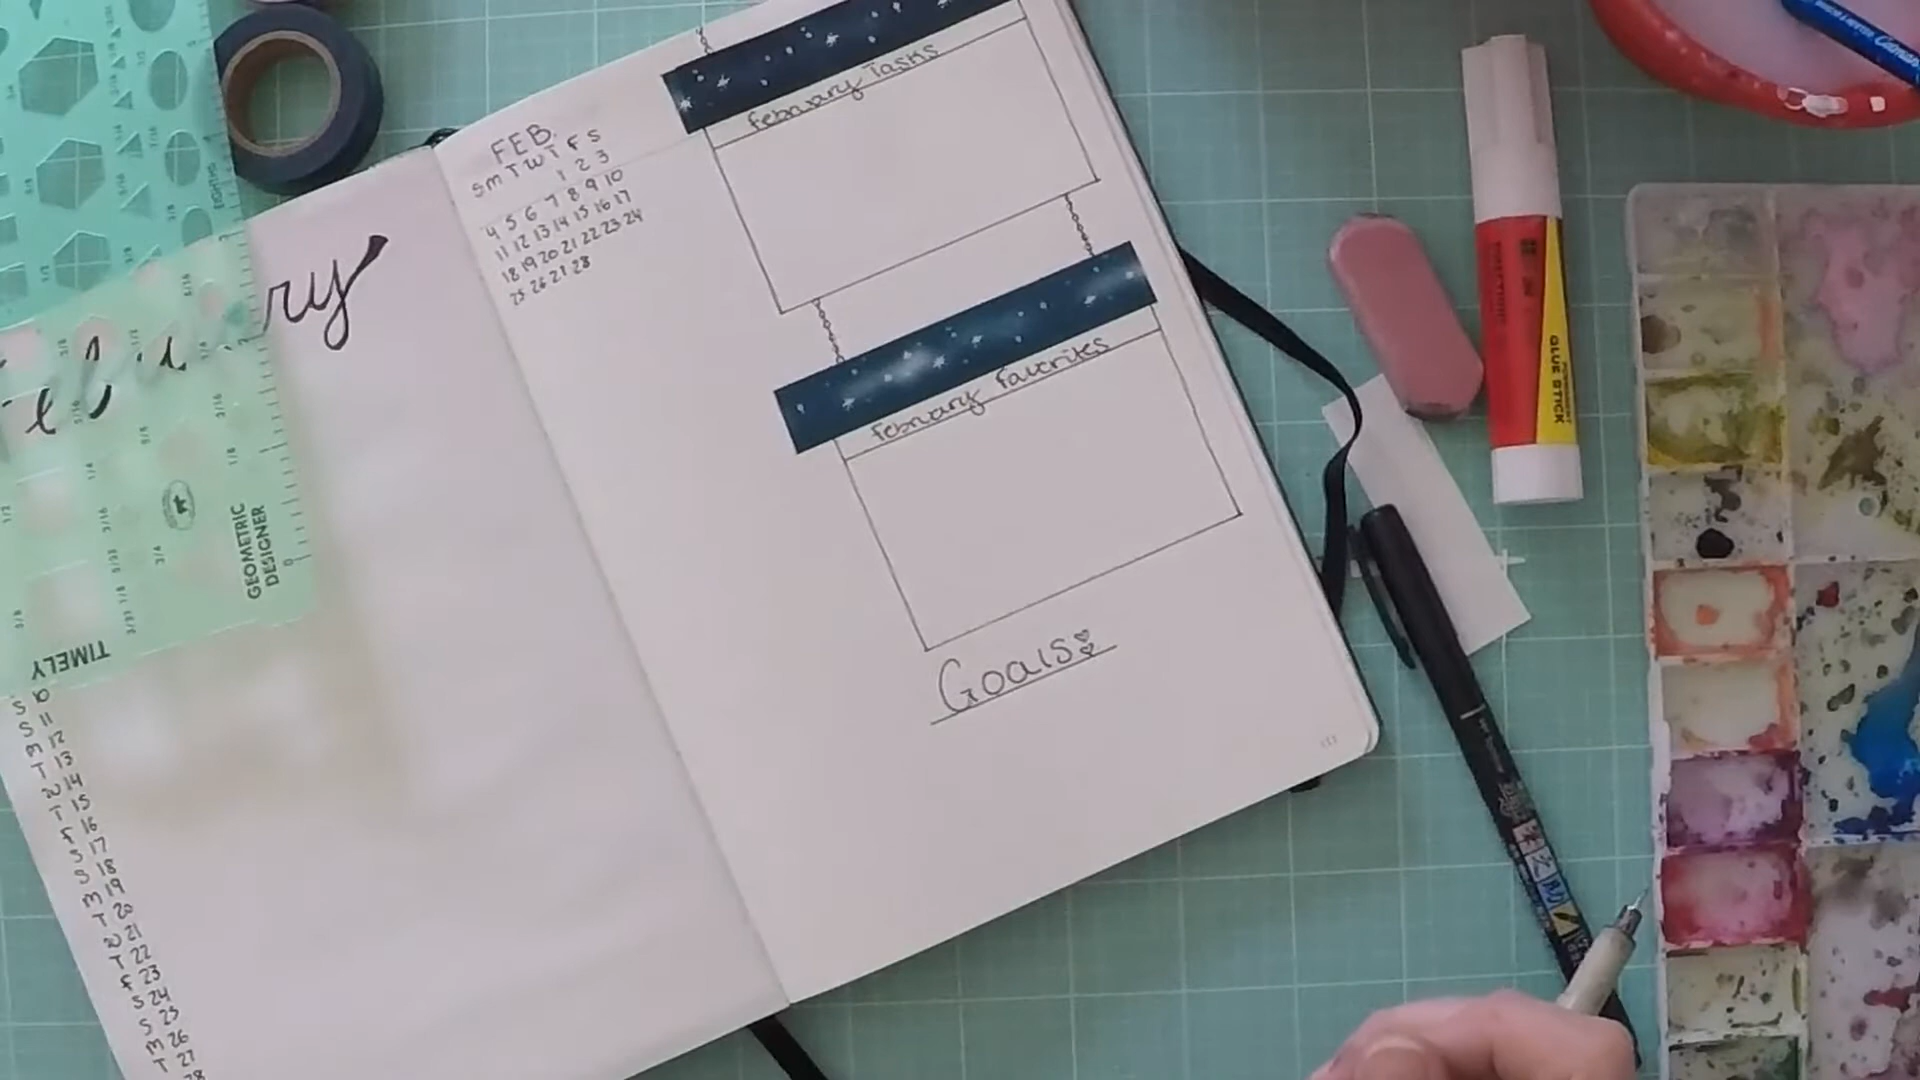 ry
GEOMETRIC
DESIGNER
TIMELY
S 10
S 11
M 12
T 13
W 14
T 15
F 16
S 17
S 18
M 19
T 20
W 21
T 22
F 23
S 24
S 25
M 26
T 27
28
FEB.
S M T W T F S
1 2 3
4 5 6 7 8 9 10
11 12 13 14 15 16 17
18 19 20 21 22 23 24
25 26 27 28
February Tasks
February Favorites
Goals:
GLUE STICK